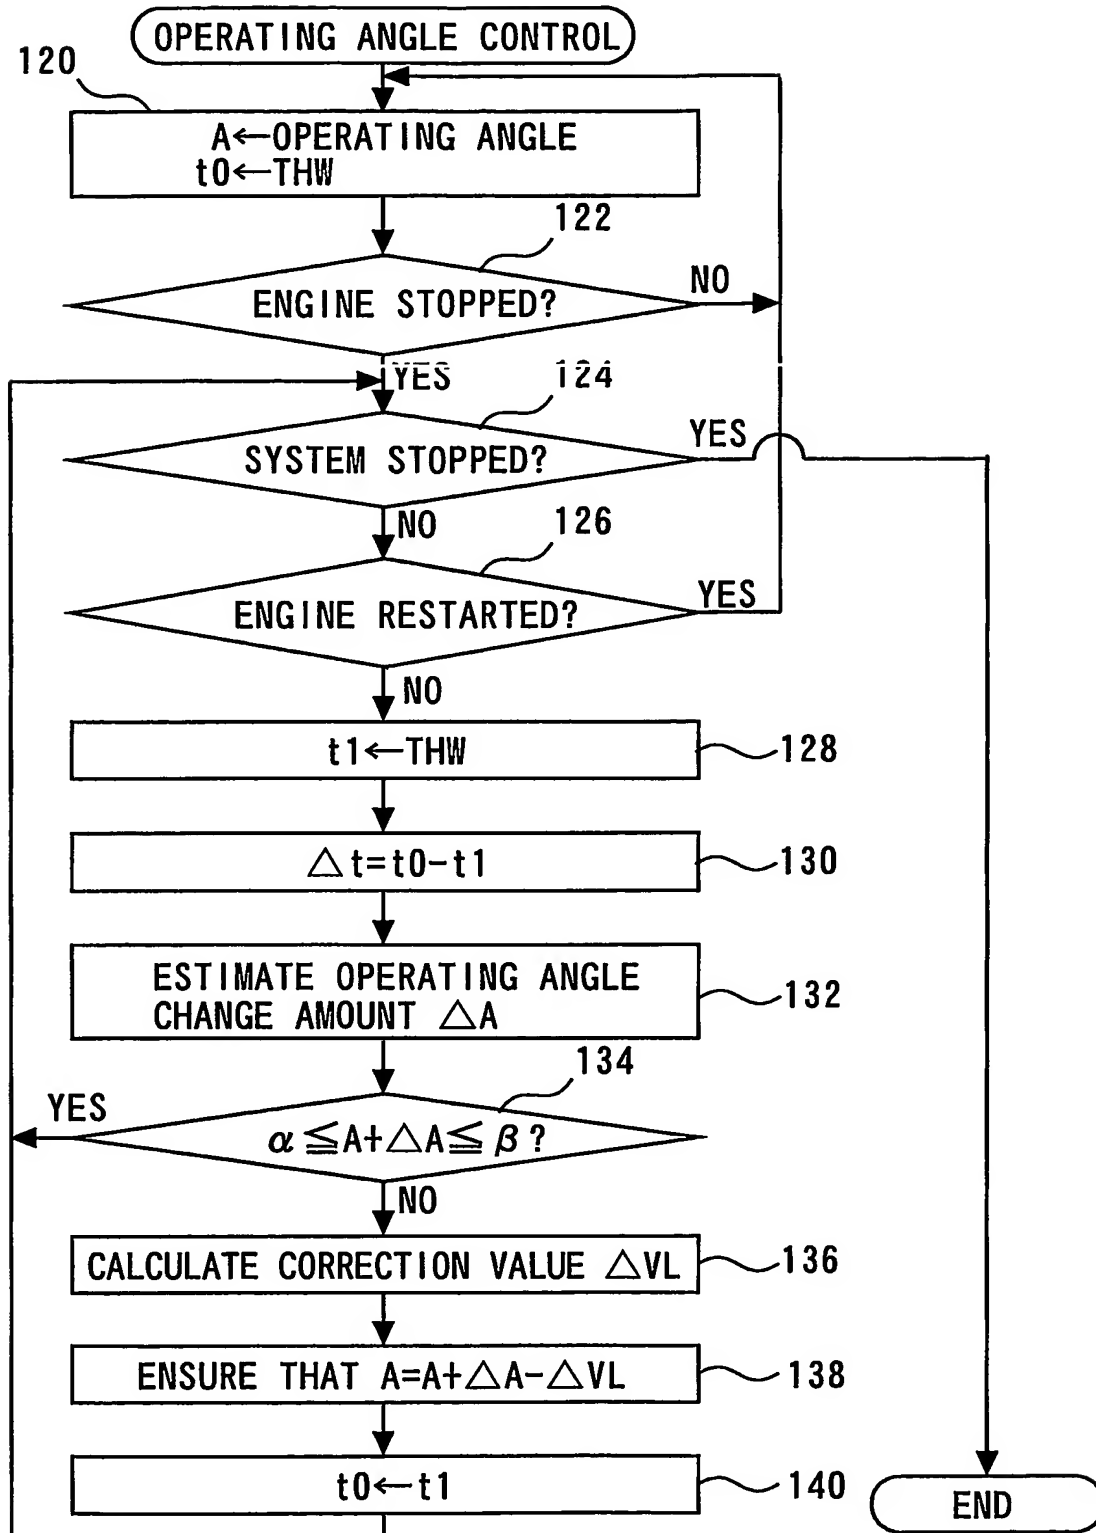 OPERATING ANGLE CONTROL
120
A←OPERATING ANGLE
t0←THW
122
ENGINE STOPPED?
NO
YES
124
SYSTEM STOPPED?
YES
NO
126
ENGINE RESTARTED?
YES
NO
t1←THW
128
△t=t0-t1
130
ESTIMATE OPERATING ANGLE
CHANGE AMOUNT △A
132
134
YES
α≦A+△A≦β?
NO
CALCULATE CORRECTION VALUE △VL
136
ENSURE THAT A=A+△A-△VL
138
t0←t1
140
END